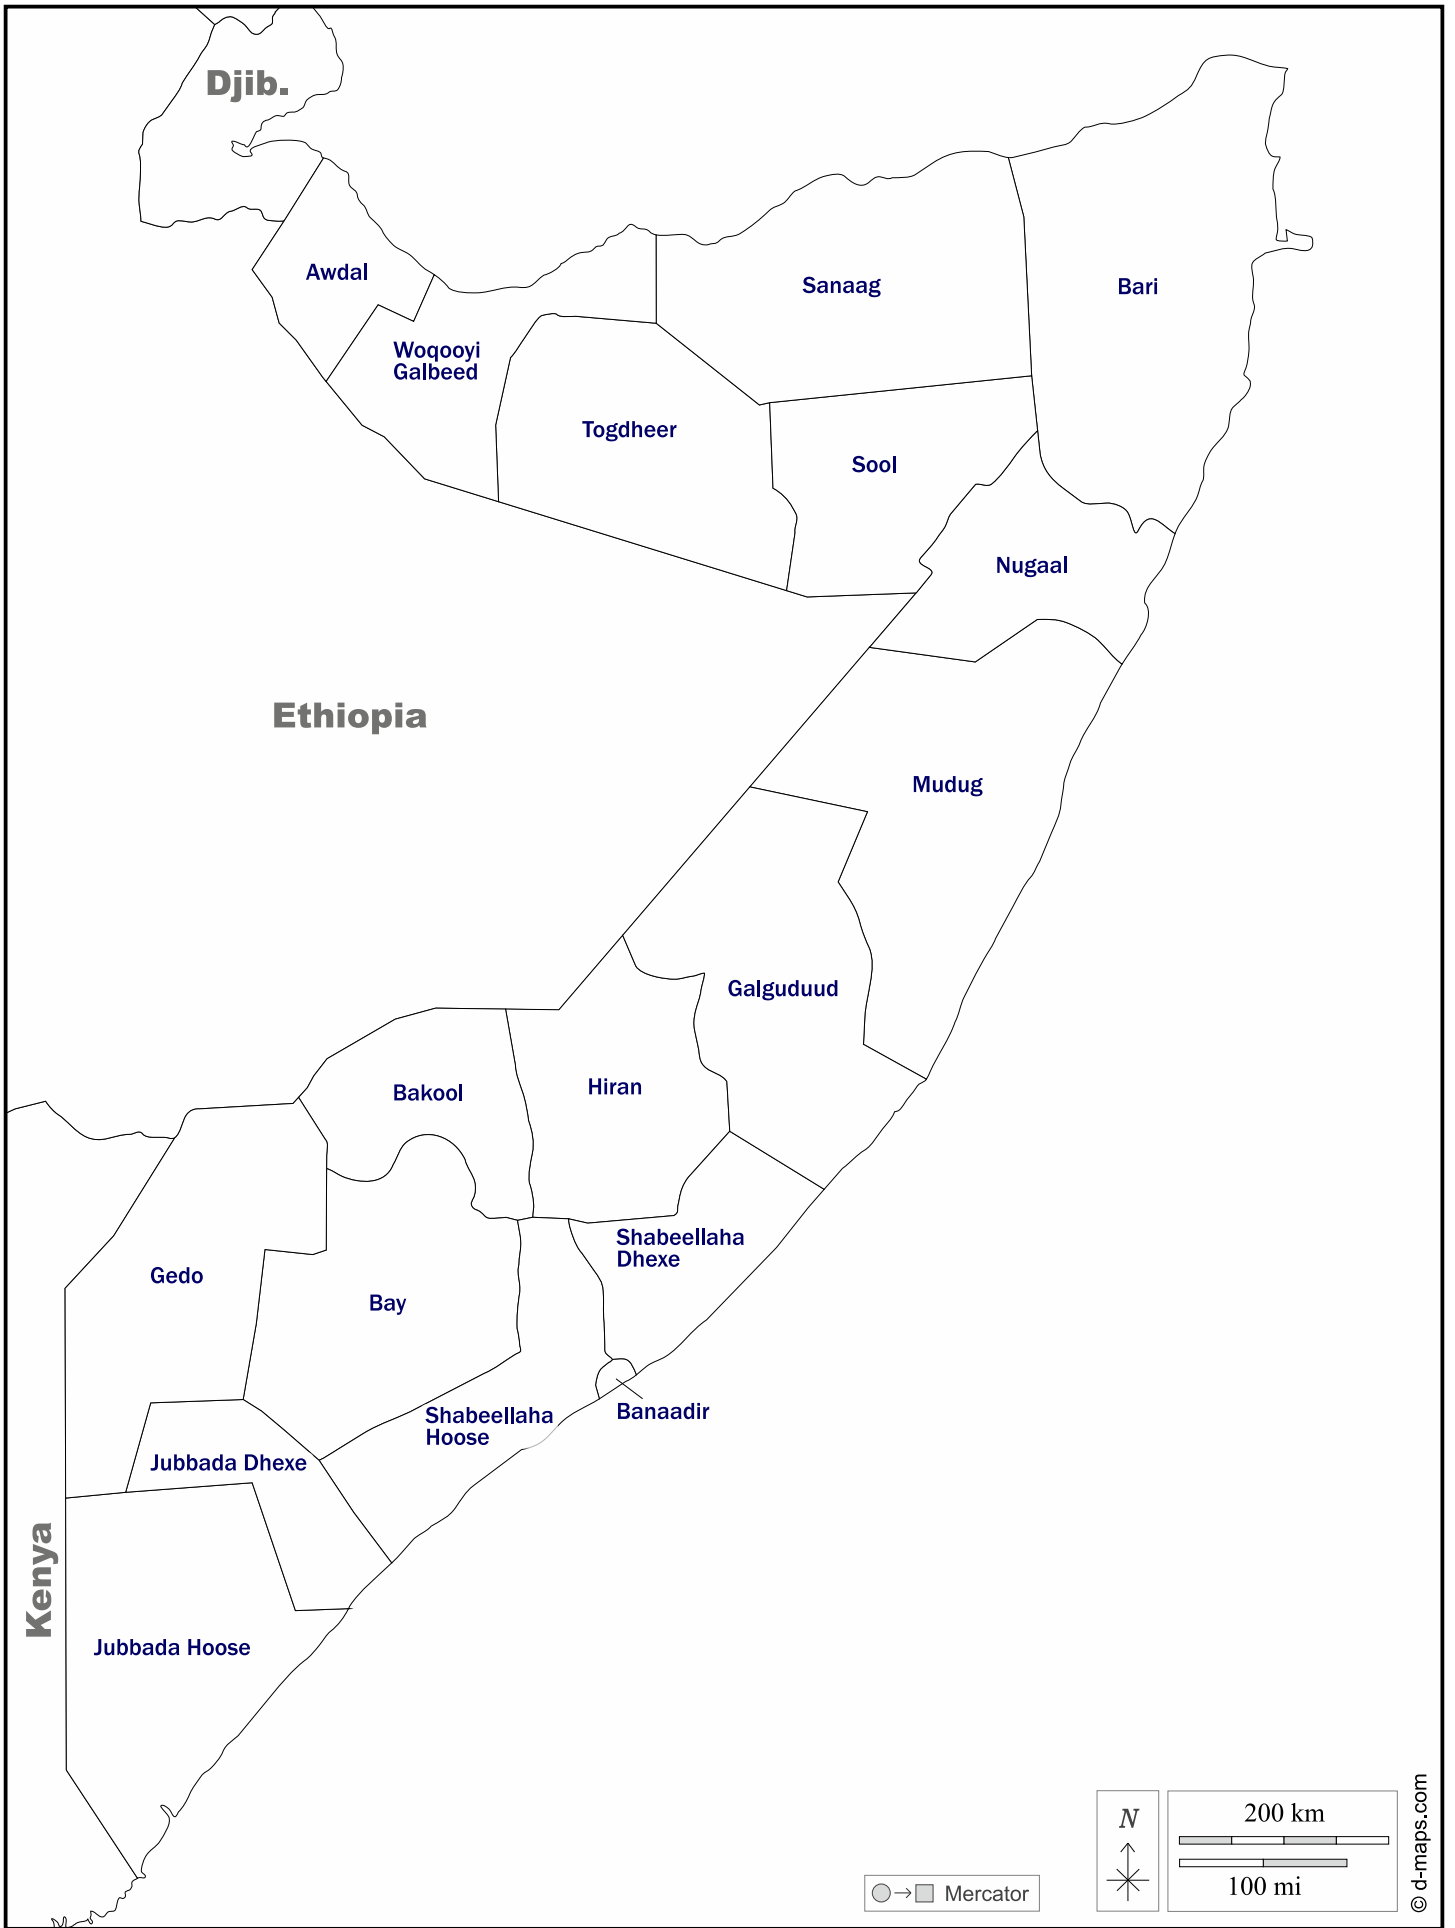 Djib.
Awdal
Sanaag
Bari
Woqooyi
Galbeed
Togdheer
Sool
Nugaal
Ethiopia
Mudug
Galguduud
Hiran
Bakool
Shabeellaha
Dhexe
Gedo
Bay
Banaadir
Shabeellaha
Hoose
Jubbada Dhexe
Kenya
Jubbada Hoose
N
200 km
100 mi
Mercator
© d-maps.com